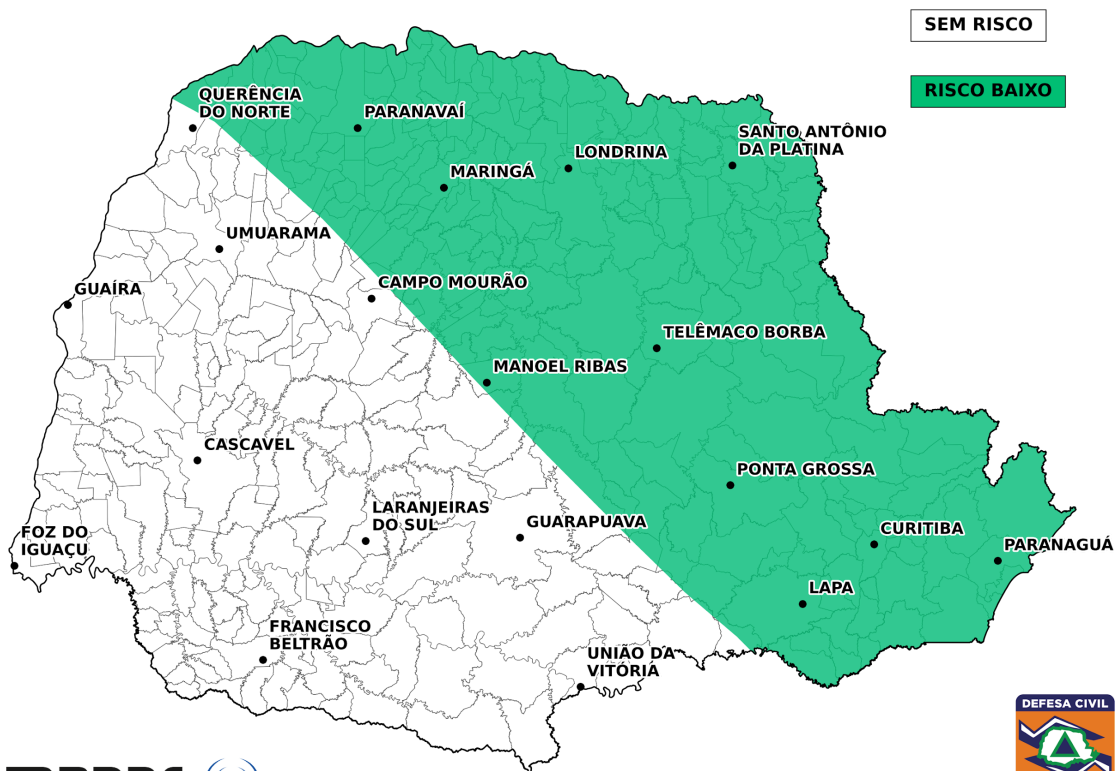 SEM RISCO
RISCO BAIXO
QUERÊNCIA
DO NORTE
PARANAVAÍ
SANTO ANTÔNIO
DA PLATINA
LONDRINA
MARINGÁ
UMUARAMA
CAMPO MOURÃO
GUAÍRA
TELÊMACO BORBA
MANOEL RIBAS
CASCAVEL
PONTA GROSSA
LARANJEIRAS
DO SUL
GUARAPUAVA
CURITIBA
FOZ DO
IGUAÇU
PARANAGUÁ
LAPA
FRANCISCO
BELTRÃO
UNIÃO DA
VITÓRIA
DEFESA CIVIL